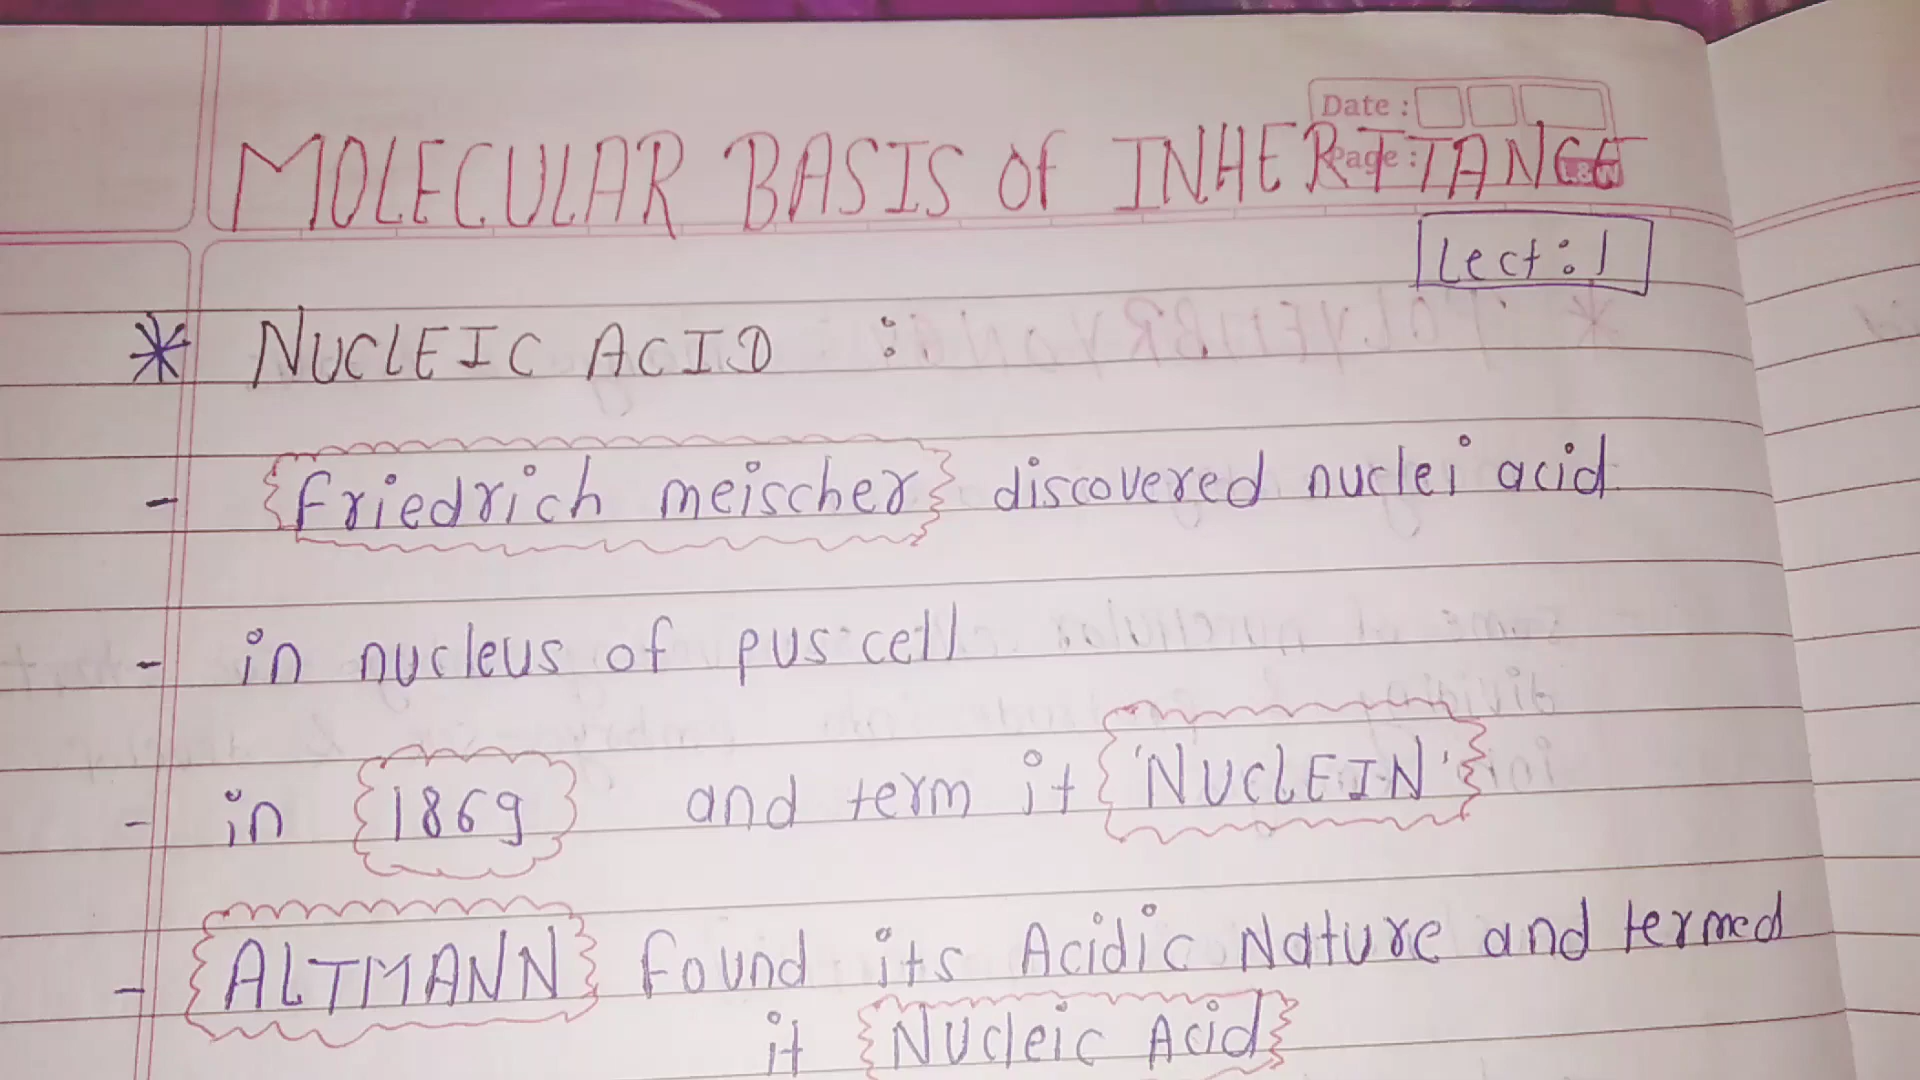 Date :
Page :
MOLECULAR BASIS Of INHERITANCE
Lect : 1
* NUCLEIC ACID :
- friedrich meischer discovered nuclei acid
- in nucleus of pus cell
- in 1869 and term it 'NUCLEIN'
- ALTMANN found its Acidic Nature and termed
it Nucleic Acid